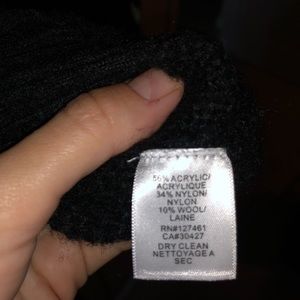 56% ACRYLIC/
ACRYLIQUE
34% NYLON/
NYLON
10% WOOL/
LAINE
RN#127461
CA#30427
DRY CLEAN
NETTOYAGE A
SEC